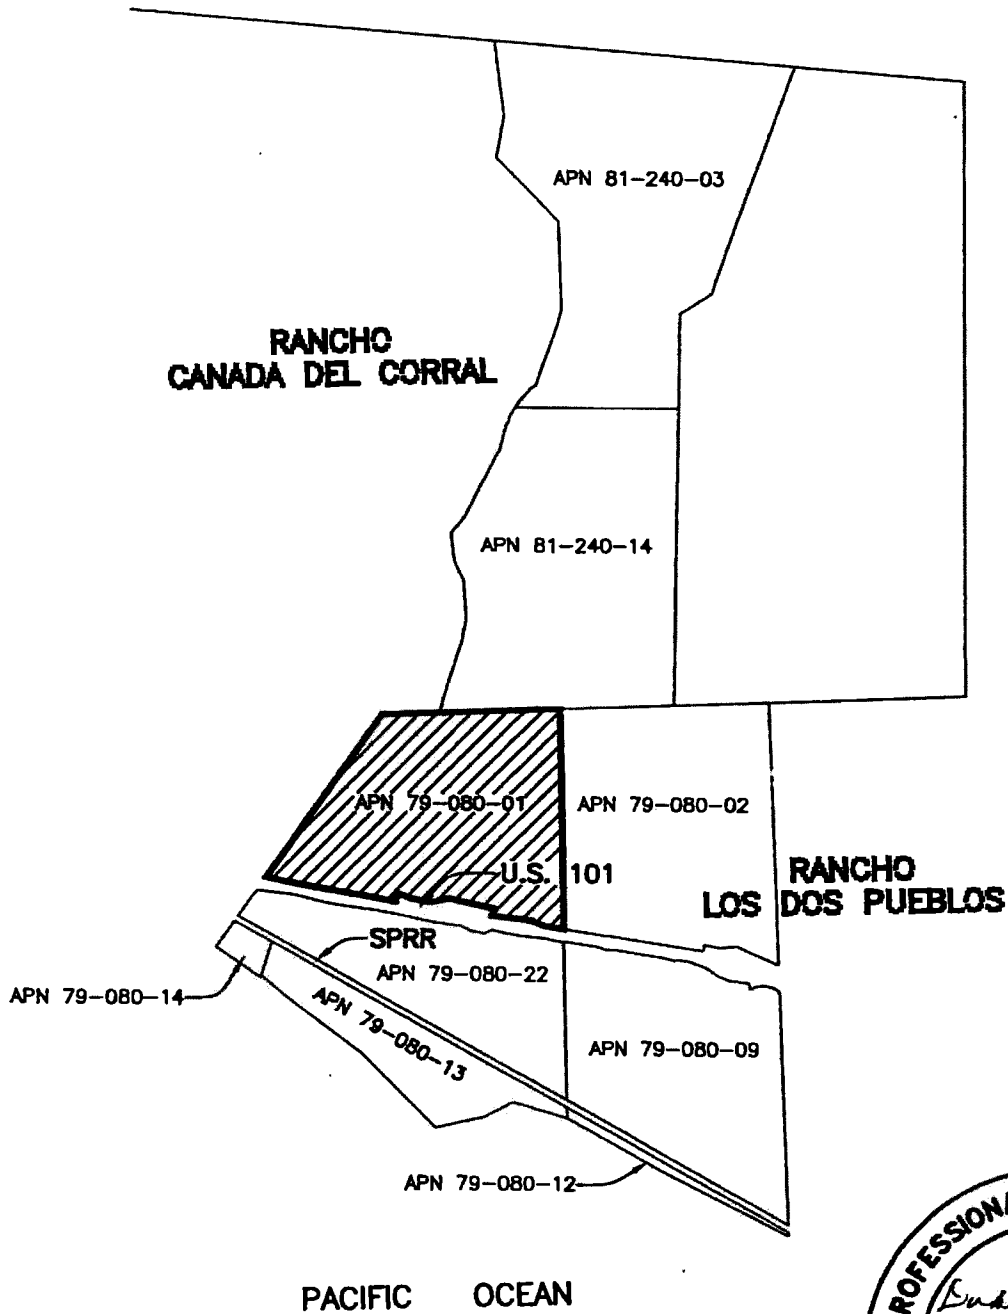 APN 81-240-03
RANCHO
CANADA DEL CORRAL
APN 81-240-14
APN 79-080-01
APN 79-080-02
U.S. 101
RANCHO
LOS DOS PUEBLOS
SPRR
APN 79-080-22
APN 79-080-14
APN 79-080-13
APN 79-080-09
APN 79-080-12
PACIFIC OCEAN